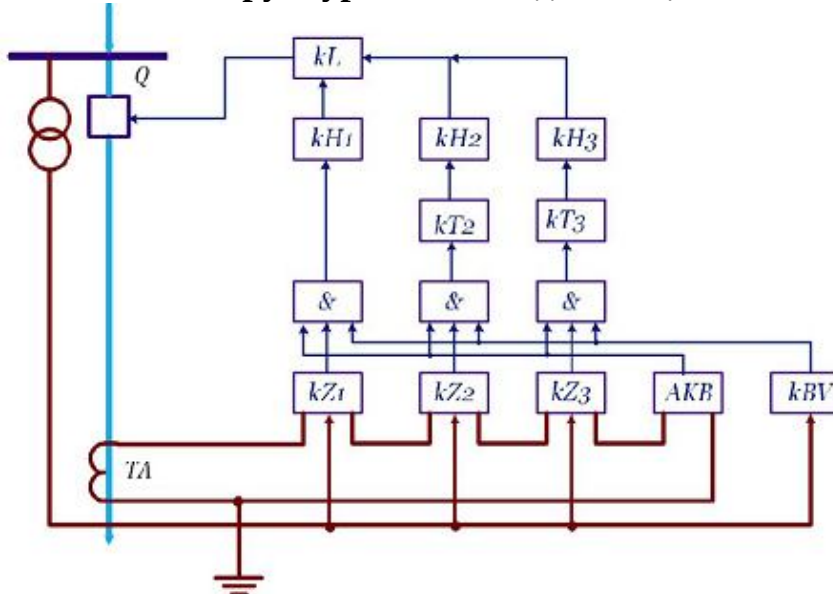 Q
kL
kH1 kH2 kH3
kT2 kT3
& & &
kZ1 kZ2 kZ3 AKB kBV
TA